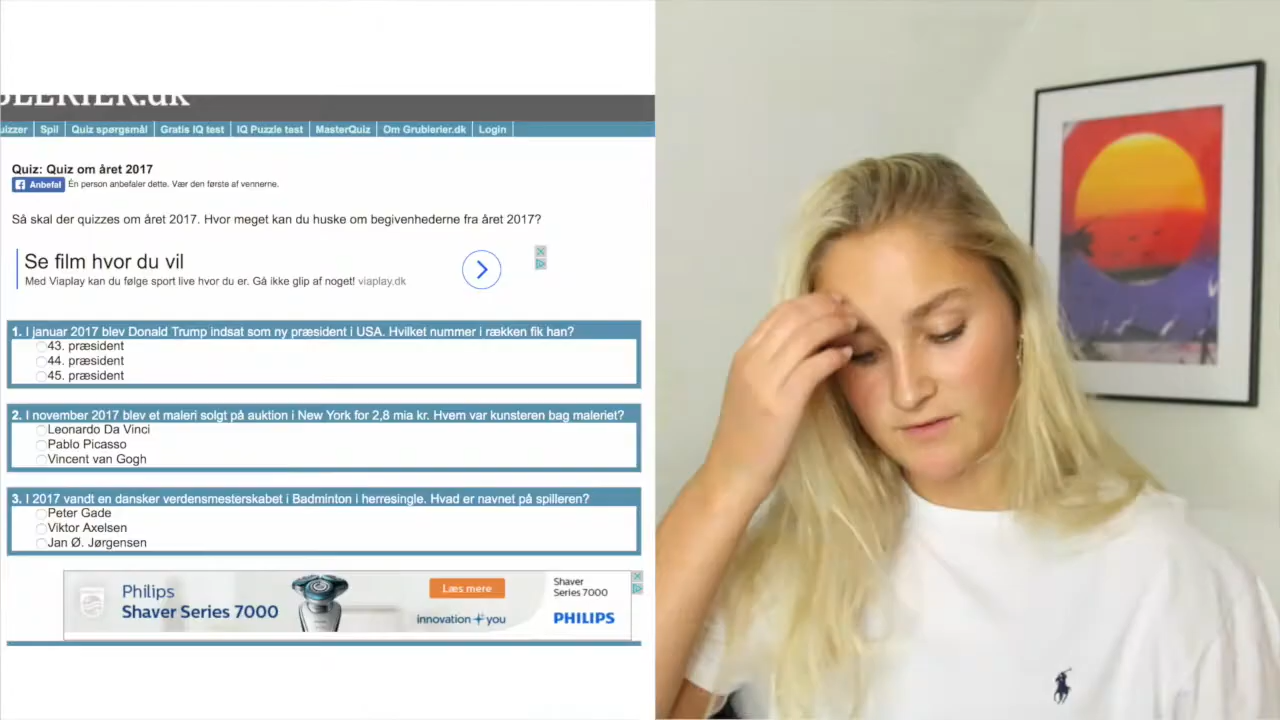 BLERIER.dk
uizzer Spil Quiz spørgsmål Gratis IQ test IQ Puzzle test MasterQuiz Om Grublerier.dk Login
Quiz: Quiz om året 2017
Anbefal Én person anbefaler dette. Vær den første af vennerne.
Så skal der quizzes om året 2017. Hvor meget kan du huske om begivenhederne fra året 2017?
Se film hvor du vil
Med Viaplay kan du følge sport live hvor du er. Gå ikke glip af noget! viaplay.dk
1. I januar 2017 blev Donald Trump indsat som ny præsident i USA. Hvilket nummer i rækken fik han?
43. præsident
44. præsident
45. præsident
2. I november 2017 blev et maleri solgt på auktion i New York for 2,8 mia kr. Hvem var kunsteren bag maleriet?
Leonardo Da Vinci
Pablo Picasso
Vincent van Gogh
3. I 2017 vandt en dansker verdensmesterskabet i Badminton i herresingle. Hvad er navnet på spilleren?
Peter Gade
Viktor Axelsen
Jan Ø. Jørgensen
Philips
Shaver Series 7000
Læs mere
innovation you
Shaver
Series 7000
PHILIPS